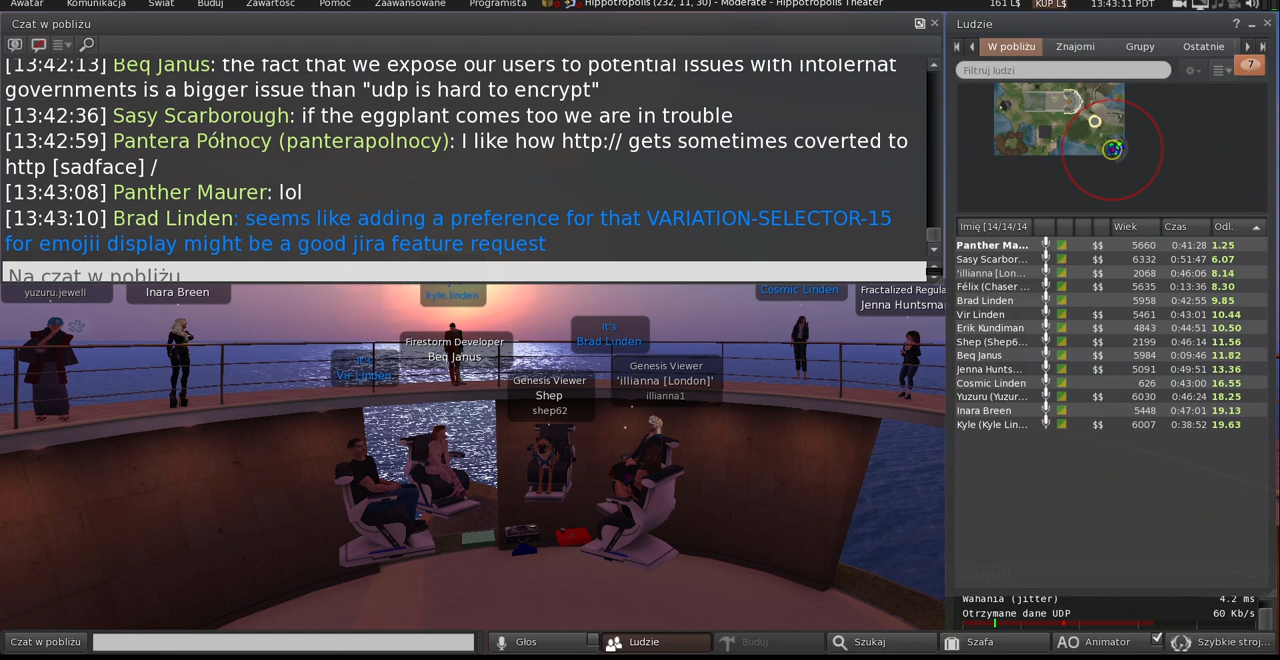 Awatar Komunikacja Świat Buduj Zawartość Pomoc Zaawansowane Programista Hippotropolis (232, 11, 30) - Moderate - Hippotropolis Theater 161 L$ KUP L$ 13:43:11 PDT
Czat w pobliżu
[13:42:13] Beq Janus: the fact that we expose our users to potential issues with intolernat
governments is a bigger issue than "udp is hard to encrypt"
[13:42:36] Sasy Scarborough: if the eggplant comes too we are in trouble
[13:42:59] Pantera Północy (panterapolnocy): I like how http:// gets sometimes coverted to
http [sadface] /
[13:43:08] Panther Maurer: lol
[13:43:10] Brad Linden: seems like adding a preference for that VARIATION-SELECTOR-15
for emojii display might be a good jira feature request
Na czat w pobliżu
yuzuru.jewell
Inara Breen
kyle.linden
Cosmic Linden
Fractalized Regula
Jenna Huntsma
Firestorm Developer
Beq Janus
It's
Brad Linden
It's
Vir Linden
Genesis Viewer
Shep
shep62
Genesis Viewer
'illianna [London]'
illianna1
Ludzie
W pobliżu Znajomi Grupy Ostatnie
Filtruj ludzi
7
Imię [14/14/14 Wiek Czas Odl.
Panther Ma... $$ 5660 0:41:28 1.25
Sasy Scarbor... $$ 6332 0:51:47 6.07
'illianna [Lon... $$ 2068 0:46:06 8.14
Félix (Chaser ... $$ 5635 0:13:36 8.30
Brad Linden 5958 0:42:55 9.85
Vir Linden $$ 5461 0:43:01 10.44
Erik Kundiman $$ 4843 0:44:51 10.50
Shep (Shep6... $$ 2199 0:46:14 11.56
Beq Janus $$ 5984 0:09:46 11.82
Jenna Hunts... $$ 5091 0:49:51 13.36
Cosmic Linden 626 0:43:00 16.55
Yuzuru (Yuzur... $$ 6030 0:46:24 18.25
Inara Breen 5448 0:47:01 19.13
Kyle (Kyle Lin... $$ 6007 0:38:52 19.63
Wahania (jitter) 4.2 ms
Otrzymane dane UDP 60 Kb/s
Czat w pobliżu Głos Ludzie Buduj Szukaj Szafa AO Animator Szybkie stroj...